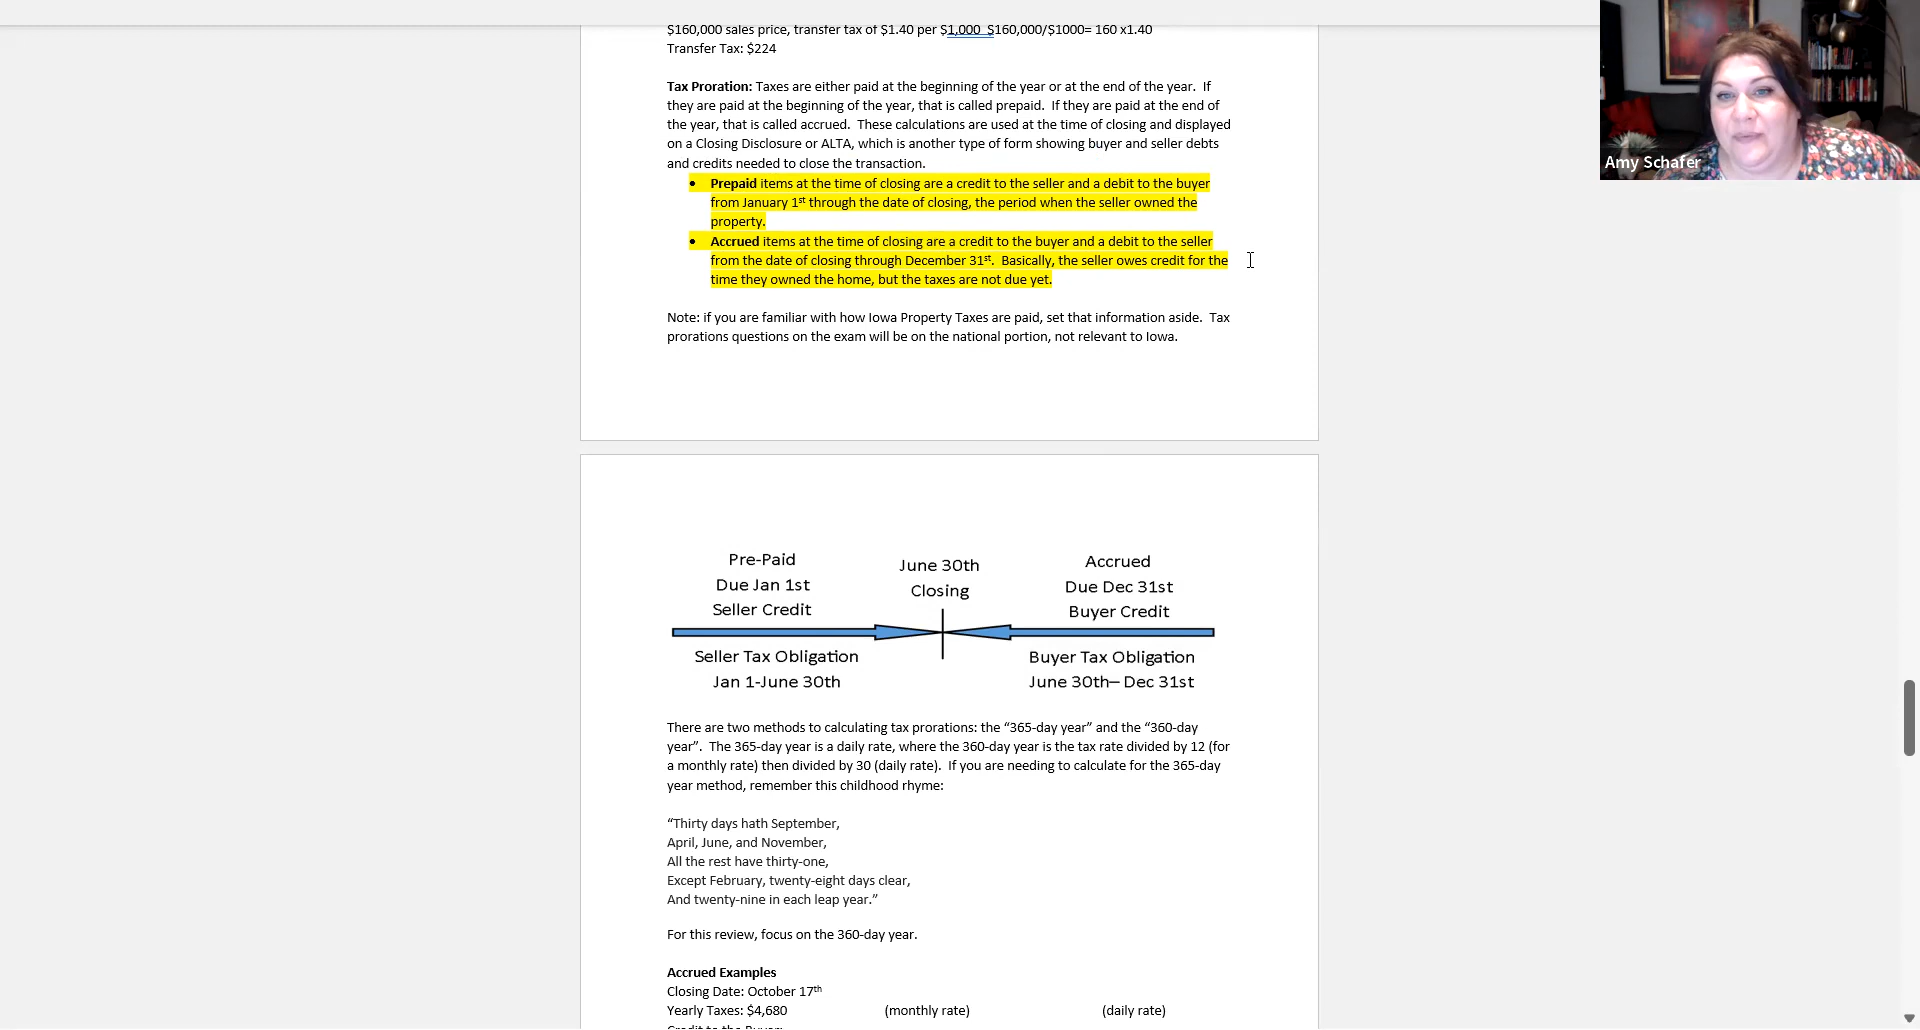 $160,000 sales price, transfer tax of $1.40 per $1,000  $160,000/$1000= 160 x1.40
Transfer Tax: $224
Tax Proration: Taxes are either paid at the beginning of the year or at the end of the year.  If
they are paid at the beginning of the year, that is called prepaid.  If they are paid at the end of
the year, that is called accrued.  These calculations are used at the time of closing and displayed
on a Closing Disclosure or ALTA, which is another type of form showing buyer and seller debts
and credits needed to close the transaction.
• Prepaid items at the time of closing are a credit to the seller and a debit to the buyer
from January 1st through the date of closing, the period when the seller owned the
property.
• Accrued items at the time of closing are a credit to the buyer and a debit to the seller
from the date of closing through December 31st.  Basically, the seller owes credit for the
time they owned the home, but the taxes are not due yet.
Note: if you are familiar with how Iowa Property Taxes are paid, set that information aside.  Tax
prorations questions on the exam will be on the national portion, not relevant to Iowa.
Amy Schafer
Pre-Paid
Due Jan 1st
Seller Credit
June 30th
Closing
Accrued
Due Dec 31st
Buyer Credit
Seller Tax Obligation
Jan 1-June 30th
Buyer Tax Obligation
June 30th– Dec 31st
There are two methods to calculating tax prorations: the “365-day year” and the “360-day
year”.  The 365-day year is a daily rate, where the 360-day year is the tax rate divided by 12 (for
a monthly rate) then divided by 30 (daily rate).  If you are needing to calculate for the 365-day
year method, remember this childhood rhyme:
“Thirty days hath September,
April, June, and November,
All the rest have thirty-one,
Except February, twenty-eight days clear,
And twenty-nine in each leap year.”
For this review, focus on the 360-day year.
Accrued Examples
Closing Date: October 17th
Yearly Taxes: $4,680 (monthly rate) (daily rate)
Credit to the Buyer: